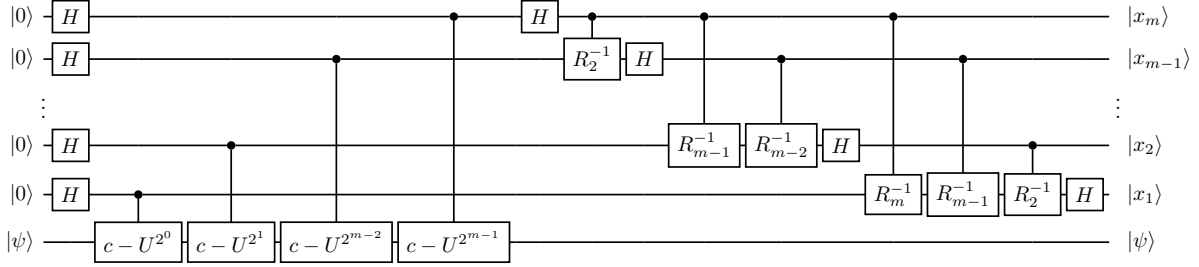 |0⟩ H H |x_m⟩
|0⟩ R_2^{-1} H |x_{m-1}⟩
H
⋮ ⋮
|0⟩ H R_{m-1}^{-1} R_{m-2}^{-1} H |x_2⟩
|0⟩ H R_m^{-1} R_{m-1}^{-1} R_2^{-1} H |x_1⟩
|ψ⟩ c − U^{2^0} c − U^{2^1} c − U^{2^{m-2}} c − U^{2^{m-1}} |ψ⟩